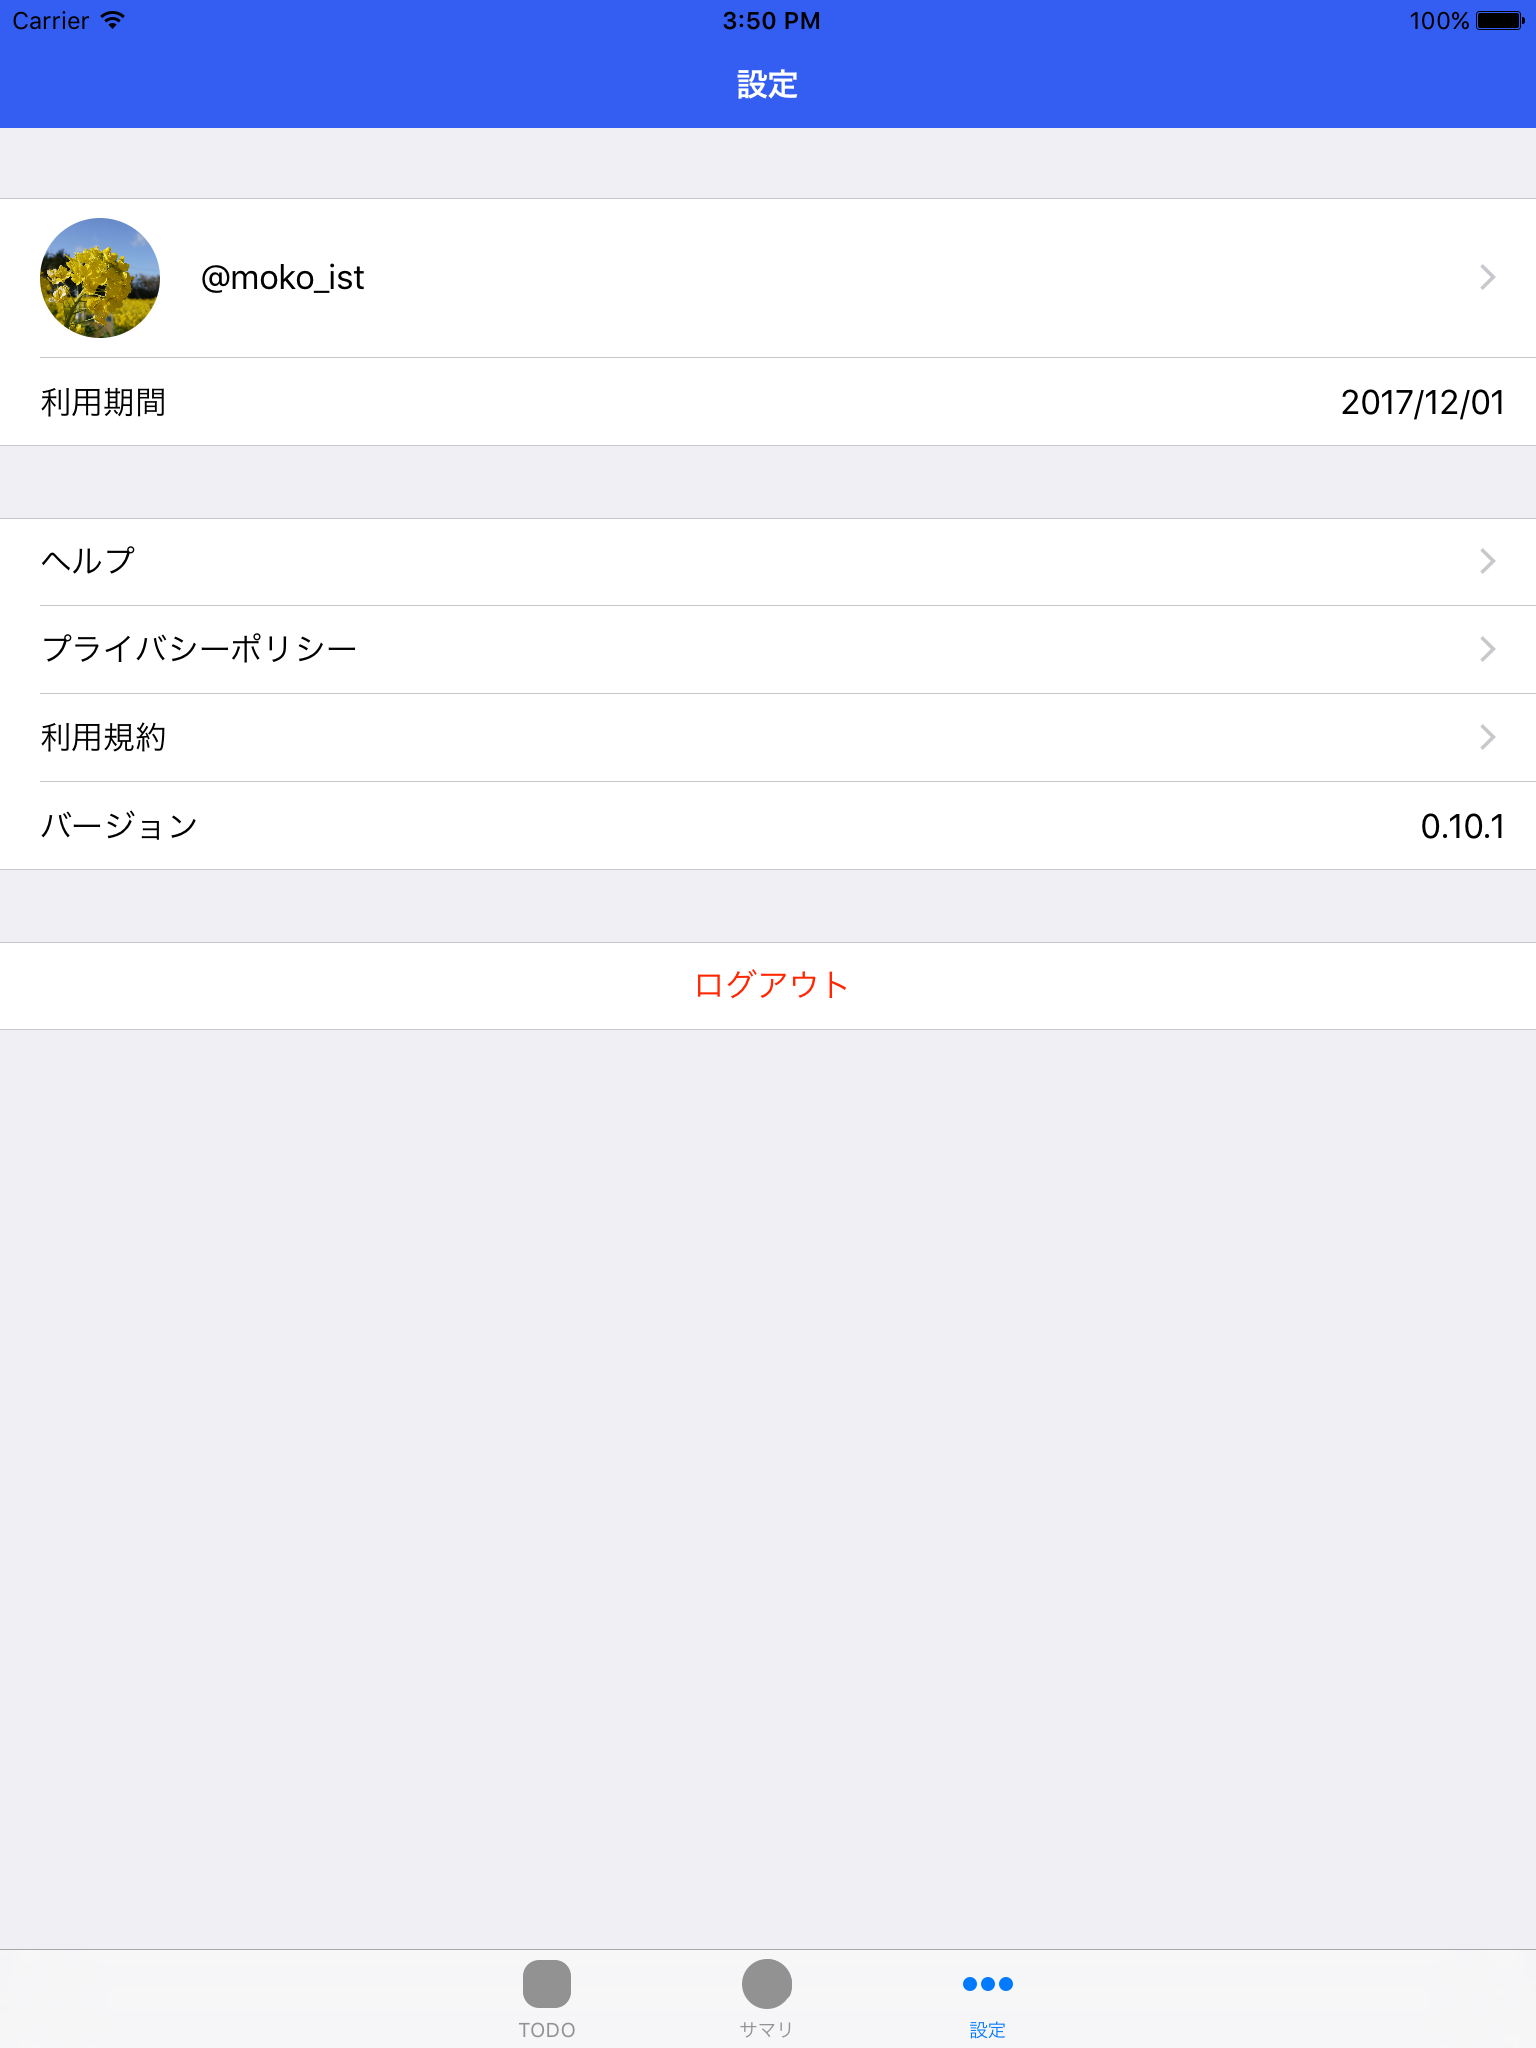 Carrier 3:50 PM 100%
設定
@moko_ist
利用期間 2017/12/01
ヘルプ
プライバシーポリシー
利用規約
バージョン 0.10.1
ログアウト
TODO サマリ 設定